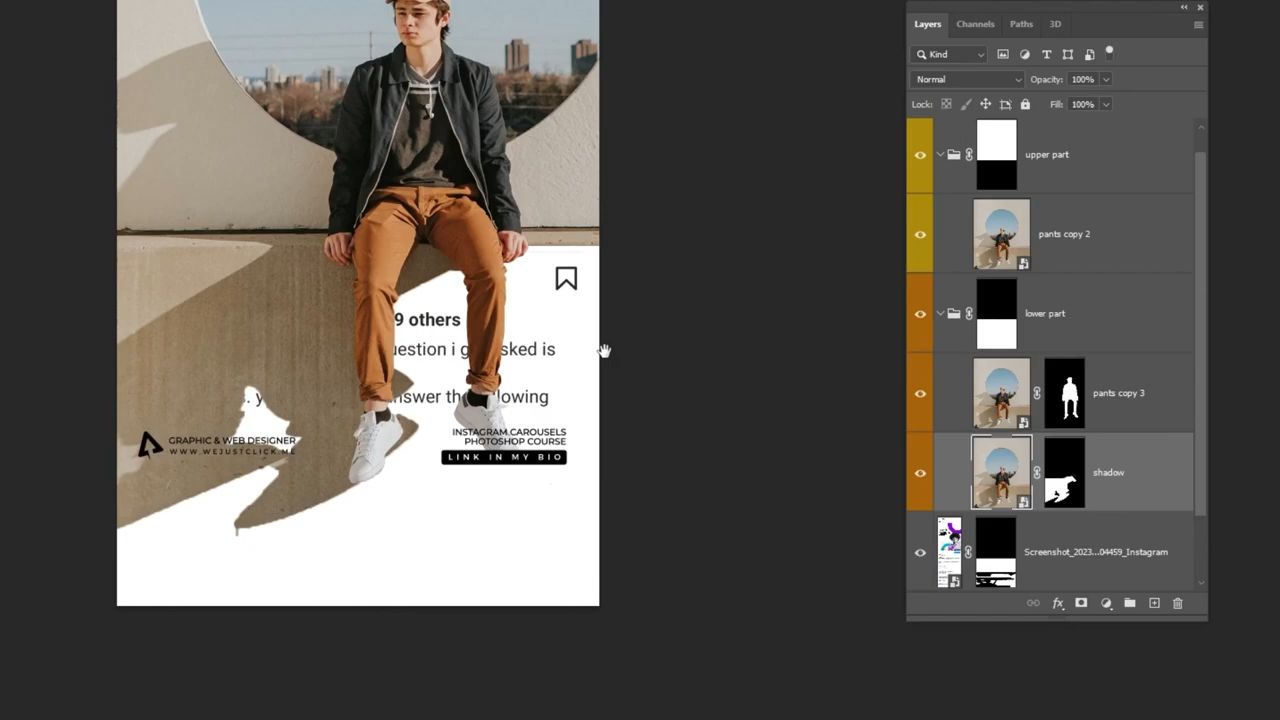 Layers Channels Paths 3D
Kind
Normal Opacity: 100%
Lock: Fill: 100%
upper part
pants copy 2
lower part
pants copy 3
shadow
Screenshot_2023...04459_Instagram
fx
9 others
uestion i g sked is
. y nswer th lowing
GRAPHIC & WEB DESIGNER
WWW.WEJUSTCLICK.ME
INSTAGRAM CAROUSELS
PHOTOSHOP COURSE
LINK IN MY BIO